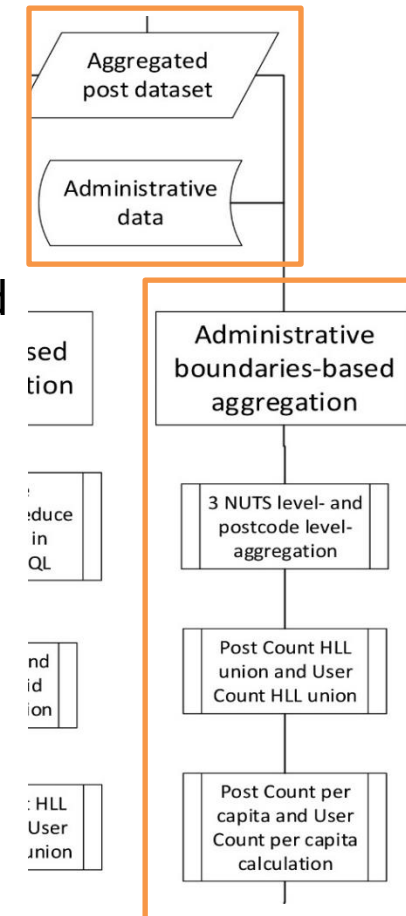 Aggregated
post dataset
Administrative
data
d
sed
tion
educe
in
QL
nd
id
ion
HLL
User
union
Administrative
boundaries-based
aggregation
3 NUTS level- and
postcode level-
aggregation
Post Count HLL
union and User
Count HLL union
Post Count per
capita and User
Count per capita
calculation